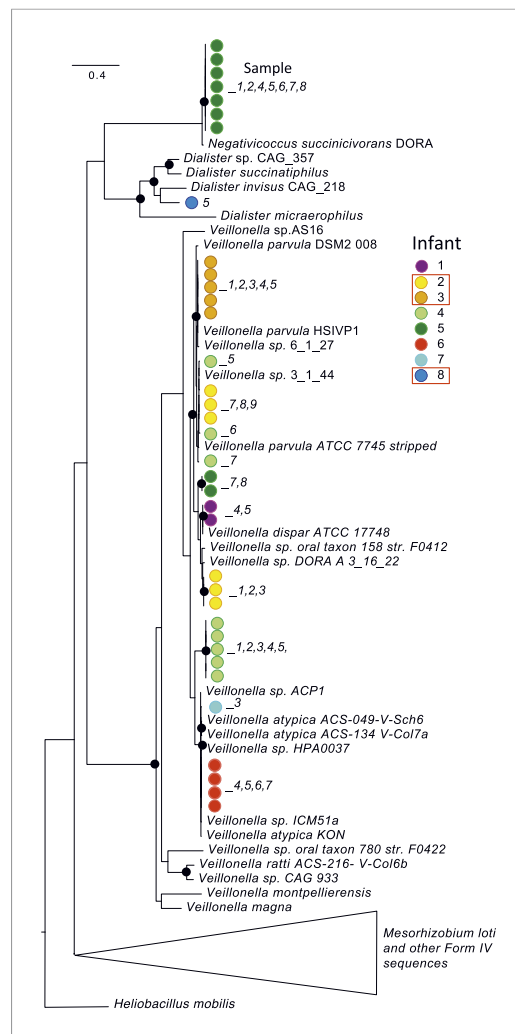 0.4
Sample
_1,2,4,5,6,7,8
Negativicoccus succinicivorans DORA
Dialister sp. CAG_357
Dialister succinatiphilus
Dialister invisus CAG_218
5
Dialister micraerophilus
Veillonella sp.AS16
Veillonella parvula DSM2 008
_1,2,3,4,5
Veillonella parvula HSIVP1
Veillonella sp. 6_1_27
_5
Veillonella sp. 3_1_44
_7,8,9
_6
Veillonella parvula ATCC 7745 stripped
_7
_7,8
_4,5
Veillonella dispar ATCC 17748
Veillonella sp. oral taxon 158 str. F0412
Veillonella sp. DORA A 3_16_22
_1,2,3
_1,2,3,4,5,
Veillonella sp. ACP1
_3
Veillonella atypica ACS-049-V-Sch6
Veillonella atypica ACS-134 V-Col7a
Veillonella sp. HPA0037
_4,5,6,7
Veillonella sp. ICM51a
Veillonella atypica KON
Veillonella sp. oral taxon 780 str. F0422
Veillonella ratti ACS-216- V-Col6b
Veillonella sp. CAG 933
Veillonella montpellierensis
Veillonella magna
Mesorhizobium loti
and other Form IV
sequences
Heliobacillus mobilis
Infant
1
2
3
4
5
6
7
8